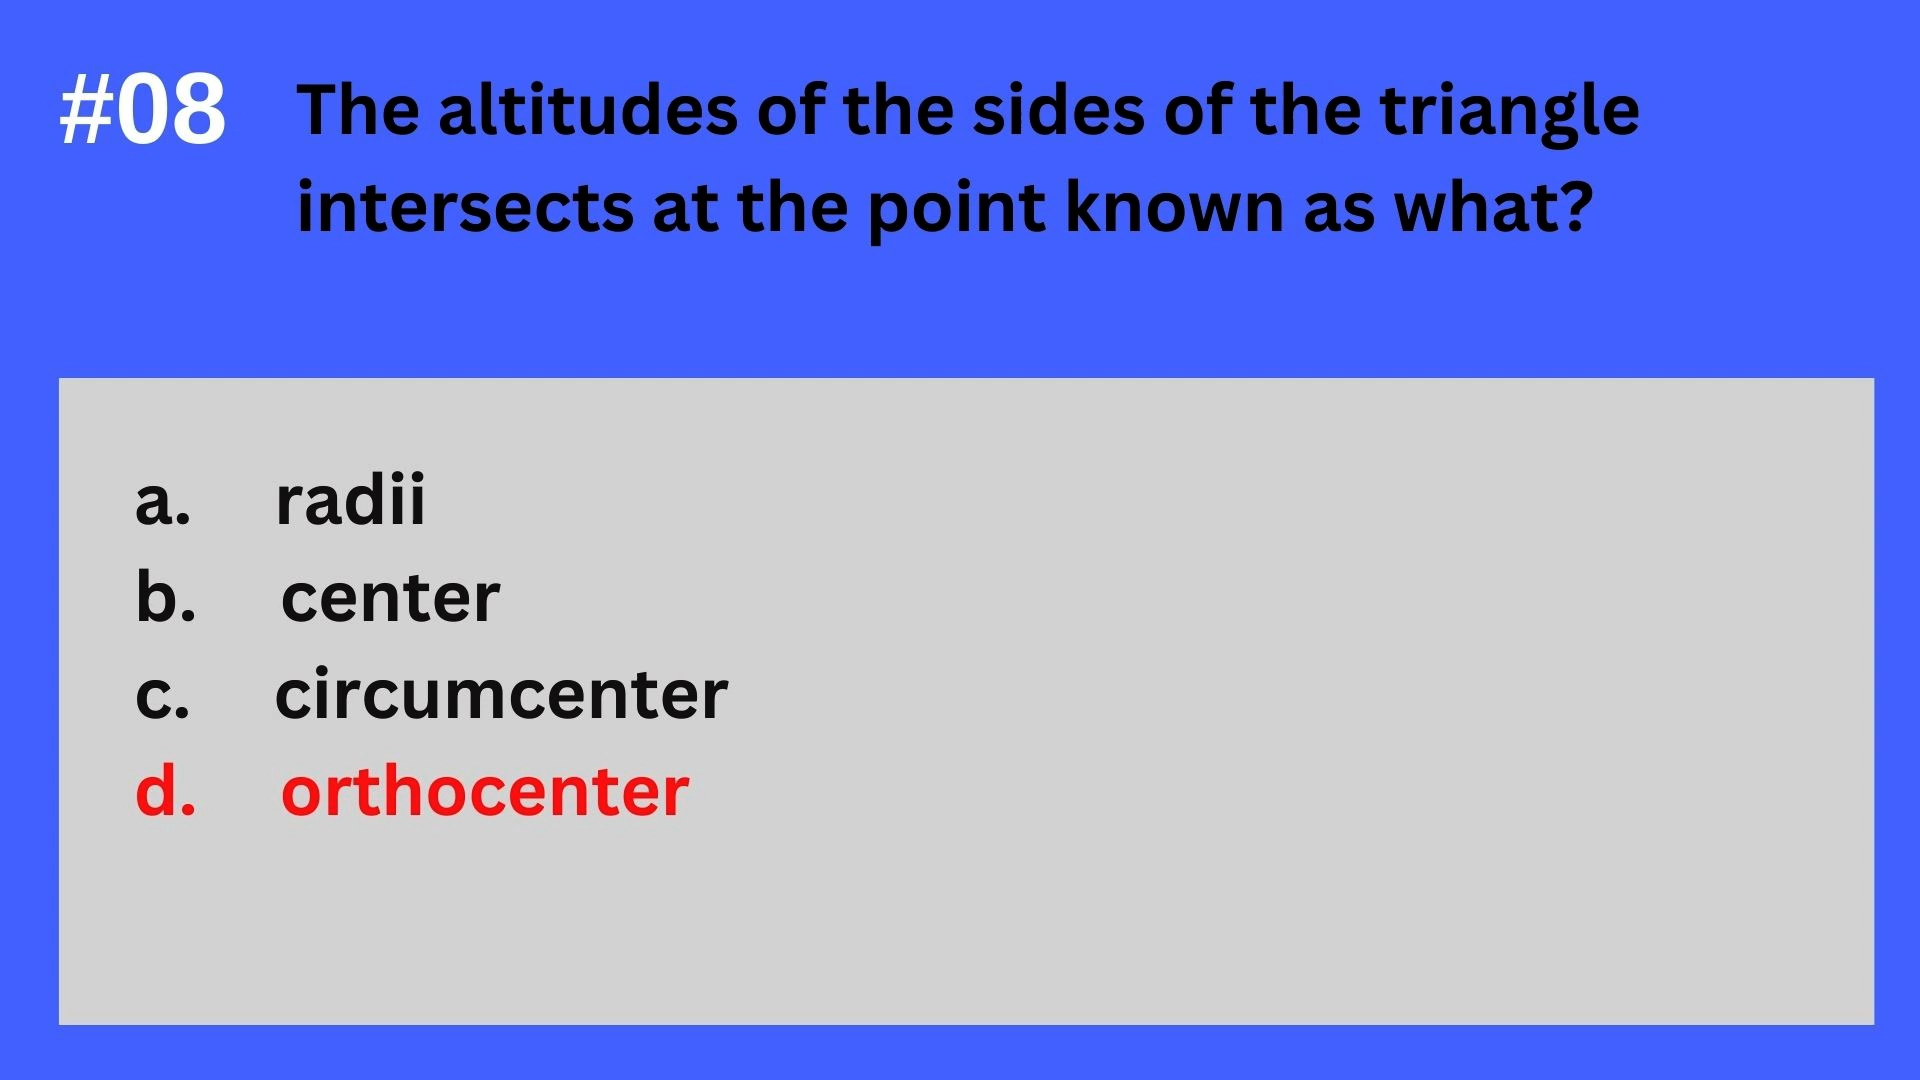 #08 The altitudes of the sides of the triangle
intersects at the point known as what?
a. radii
b. center
c. circumcenter
d. orthocenter